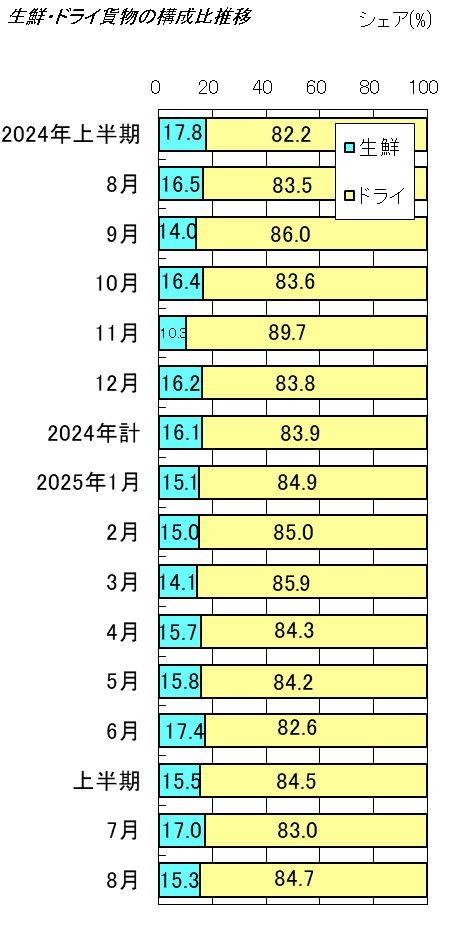 生鮮・ドライ貨物の構成比推移
シェア(%)
0 20 40 60 80 100
2024年上半期 17.8 82.2
生鮮
ドライ
8月 16.5 83.5
9月 14.0 86.0
10月 16.4 83.6
11月 10.3 89.7
12月 16.2 83.8
2024年計 16.1 83.9
2025年1月 15.1 84.9
2月 15.0 85.0
3月 14.1 85.9
4月 15.7 84.3
5月 15.8 84.2
6月 17.4 82.6
上半期 15.5 84.5
7月 17.0 83.0
8月 15.3 84.7